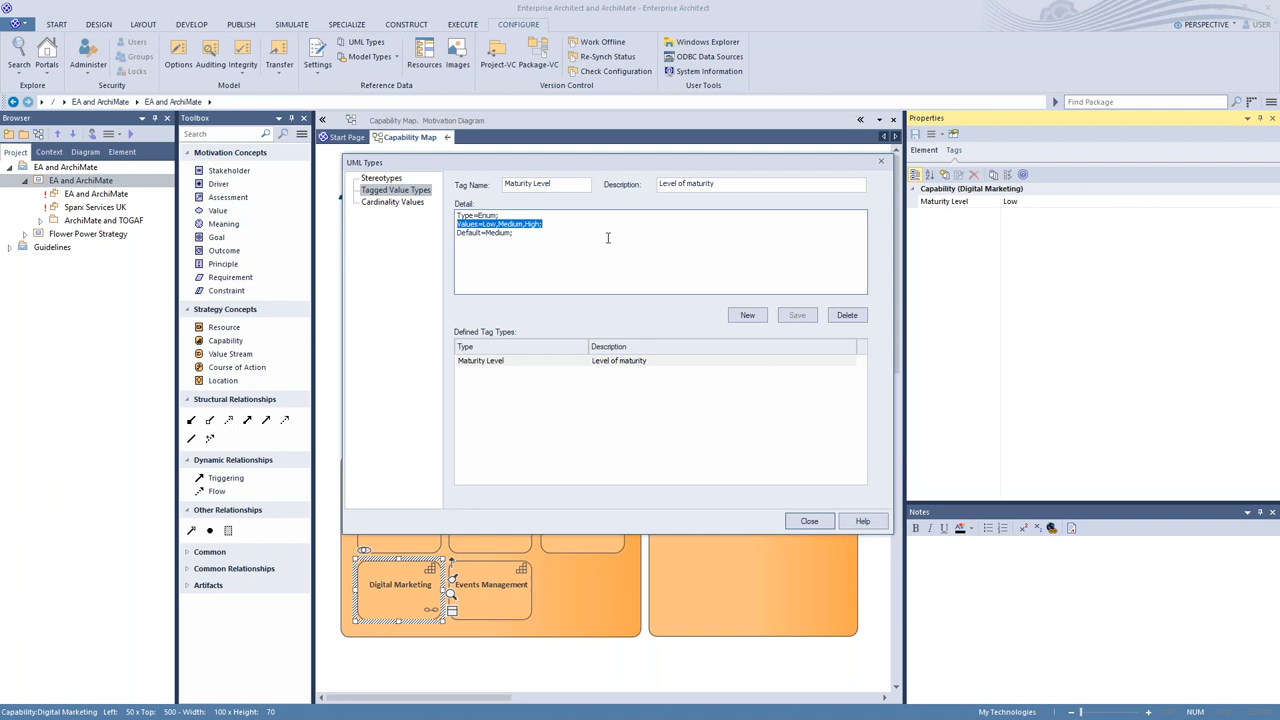 Enterprise Architect and ArchiMate - Enterprise Architect
START DESIGN LAYOUT DEVELOP PUBLISH SIMULATE SPECIALIZE CONSTRUCT EXECUTE CONFIGURE PERSPECTIVE USER
Search Portals Administer Users Groups Locks Options Auditing Integrity Transfer Settings UML Types Model Types Resources Images Project-VC Package-VC Work Offline Re-Synch Status Check Configuration Windows Explorer ODBC Data Sources System Information
Explore Security Model Reference Data Version Control User Tools
/ EA and ArchiMate EA and ArchiMate Find Package
Browser
Project Context Diagram Element
EA and ArchiMate
EA and ArchiMate
EA and ArchiMate
Sparx Services UK
ArchiMate and TOGAF
Flower Power Strategy
Guidelines
Toolbox
Search
Motivation Concepts
Stakeholder
Driver
Assessment
Value
Meaning
Goal
Outcome
Principle
Requirement
Constraint
Strategy Concepts
Resource
Capability
Value Stream
Course of Action
Location
Structural Relationships
Dynamic Relationships
Triggering
Flow
Other Relationships
Common
Common Relationships
Artifacts
Capability Map. Motivation Diagram
Start Page Capability Map
UML Types
Stereotypes
Tagged Value Types
Cardinality Values
Tag Name: Maturity Level Description: Level of maturity
Detail:
Type=Enum;
Values=Low,Medium,High;
Default=Medium;
New Save Delete
Defined Tag Types:
Type Description
Maturity Level Level of maturity
Close Help
Digital Marketing
Events Management
Properties
Element Tags
Capability (Digital Marketing)
Maturity Level Low
Notes
B I U A
Capability:Digital Marketing Left: 50 x Top: 500 - Width: 100 x Height: 70 My Technologies NUM